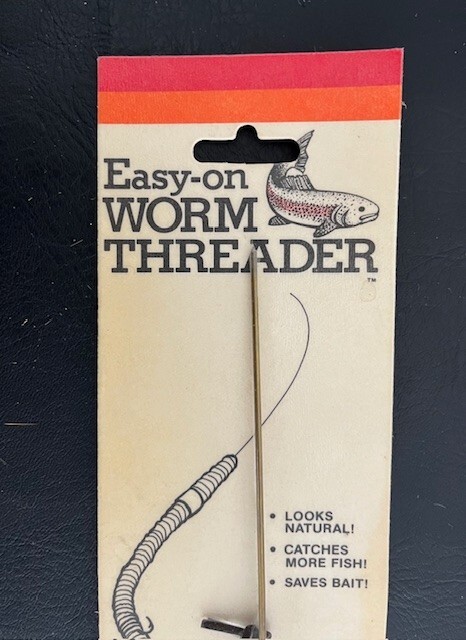 Easy-on
WORM
THREADER
™
• LOOKS
NATURAL!
• CATCHES
MORE FISH!
• SAVES BAIT!